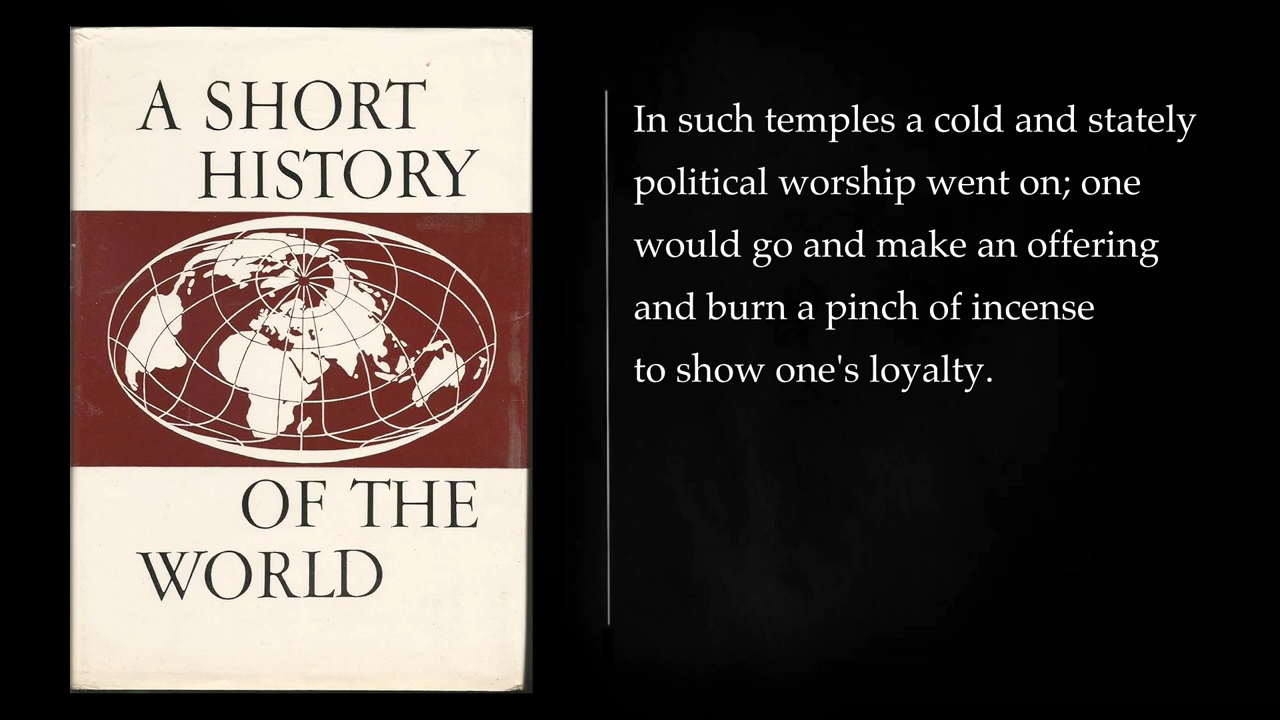 A SHORT
HISTORY
OF THE
WORLD
In such temples a cold and stately
political worship went on; one
would go and make an offering
and burn a pinch of incense
to show one's loyalty.